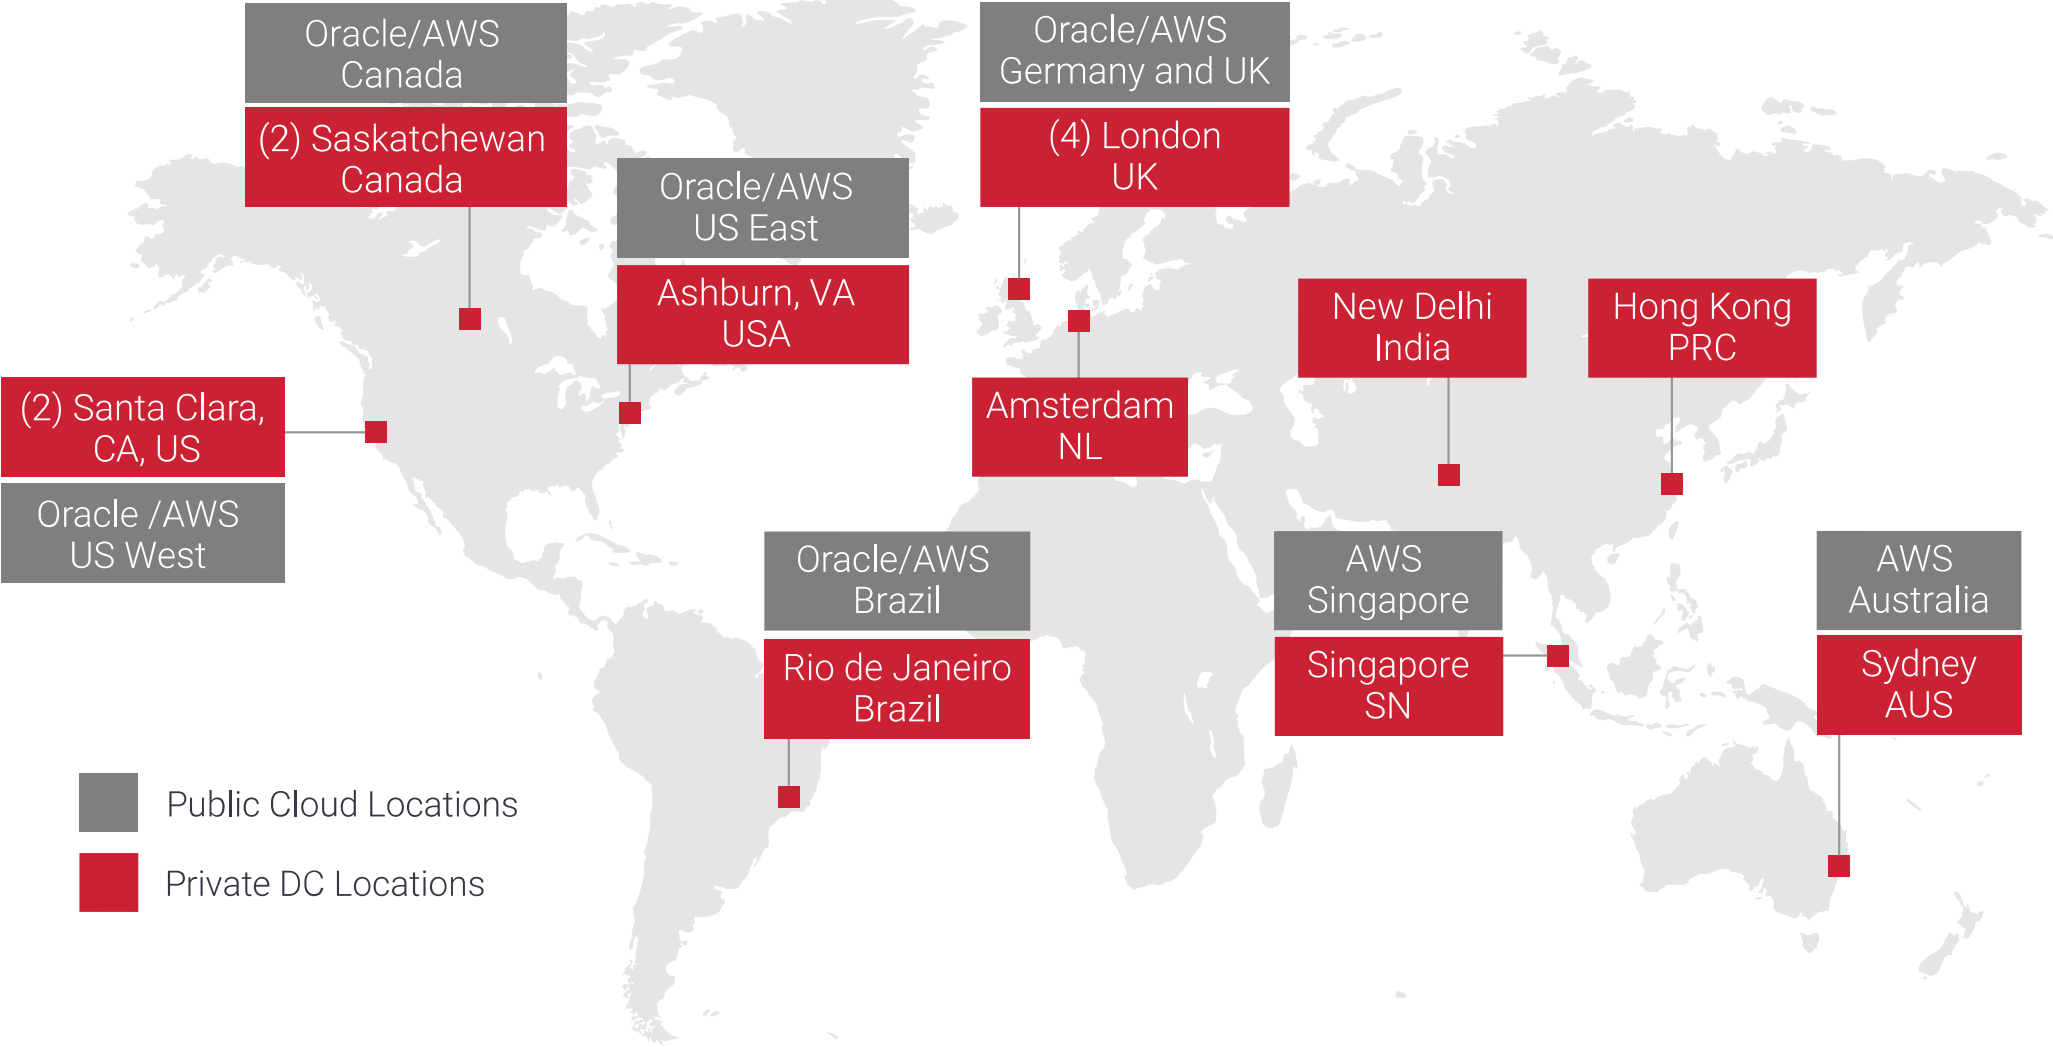 Oracle/AWS
Canada
(2) Saskatchewan
Canada
Oracle/AWS
US East
Ashburn, VA
USA
Oracle/AWS
Germany and UK
(4) London
UK
New Delhi
India
Hong Kong
PRC
(2) Santa Clara,
CA, US
Oracle /AWS
US West
Amsterdam
NL
Oracle/AWS
Brazil
Rio de Janeiro
Brazil
AWS
Singapore
Singapore
SN
AWS
Australia
Sydney
AUS
Public Cloud Locations
Private DC Locations